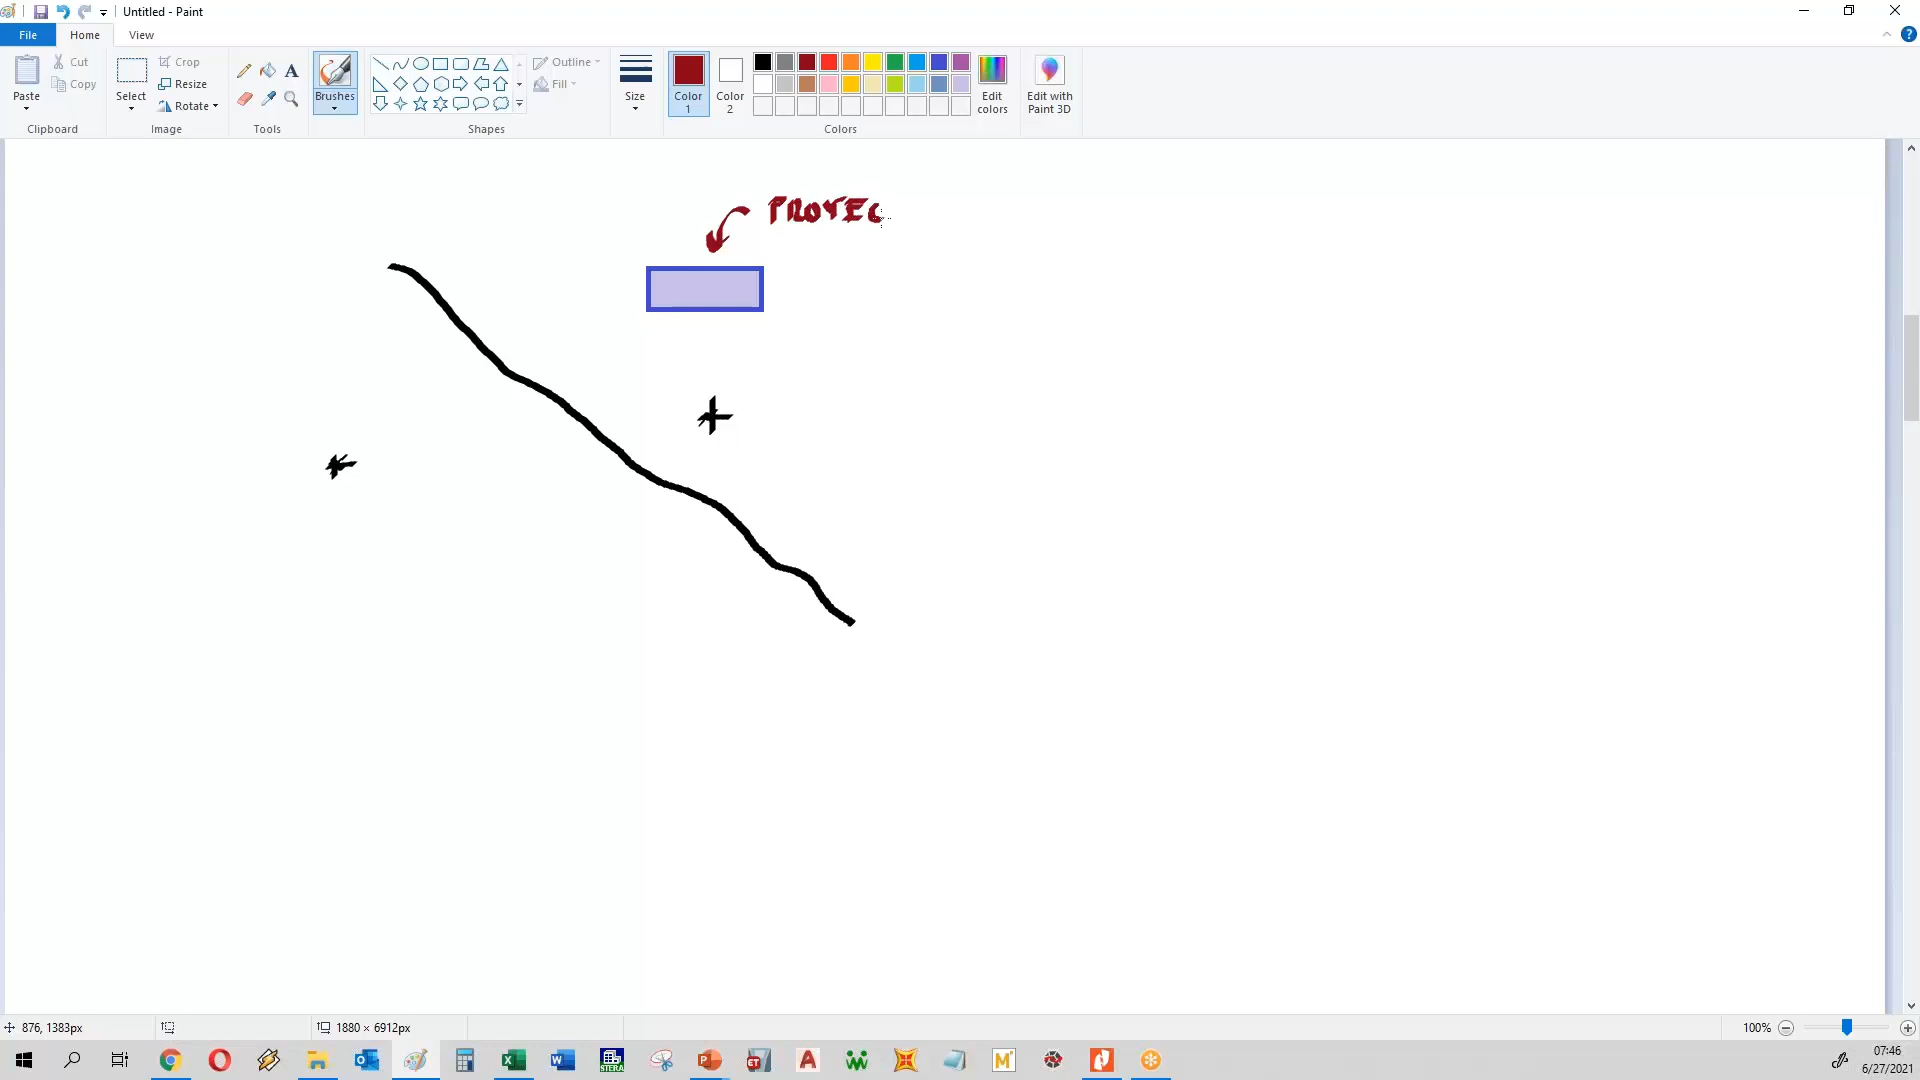 Untitled - Paint
File
Home
View
Paste
Cut
Copy
Clipboard
Select
Crop
Resize
Rotate
Image
A
Tools
Brushes
Outline
Fill
Shapes
Size
Color 1
Color 2
Edit colors
Colors
Edit with Paint 3D
PROYEC
876, 1383px
1880 × 6912px
100%
STERA
ET
07:46
6/27/2021